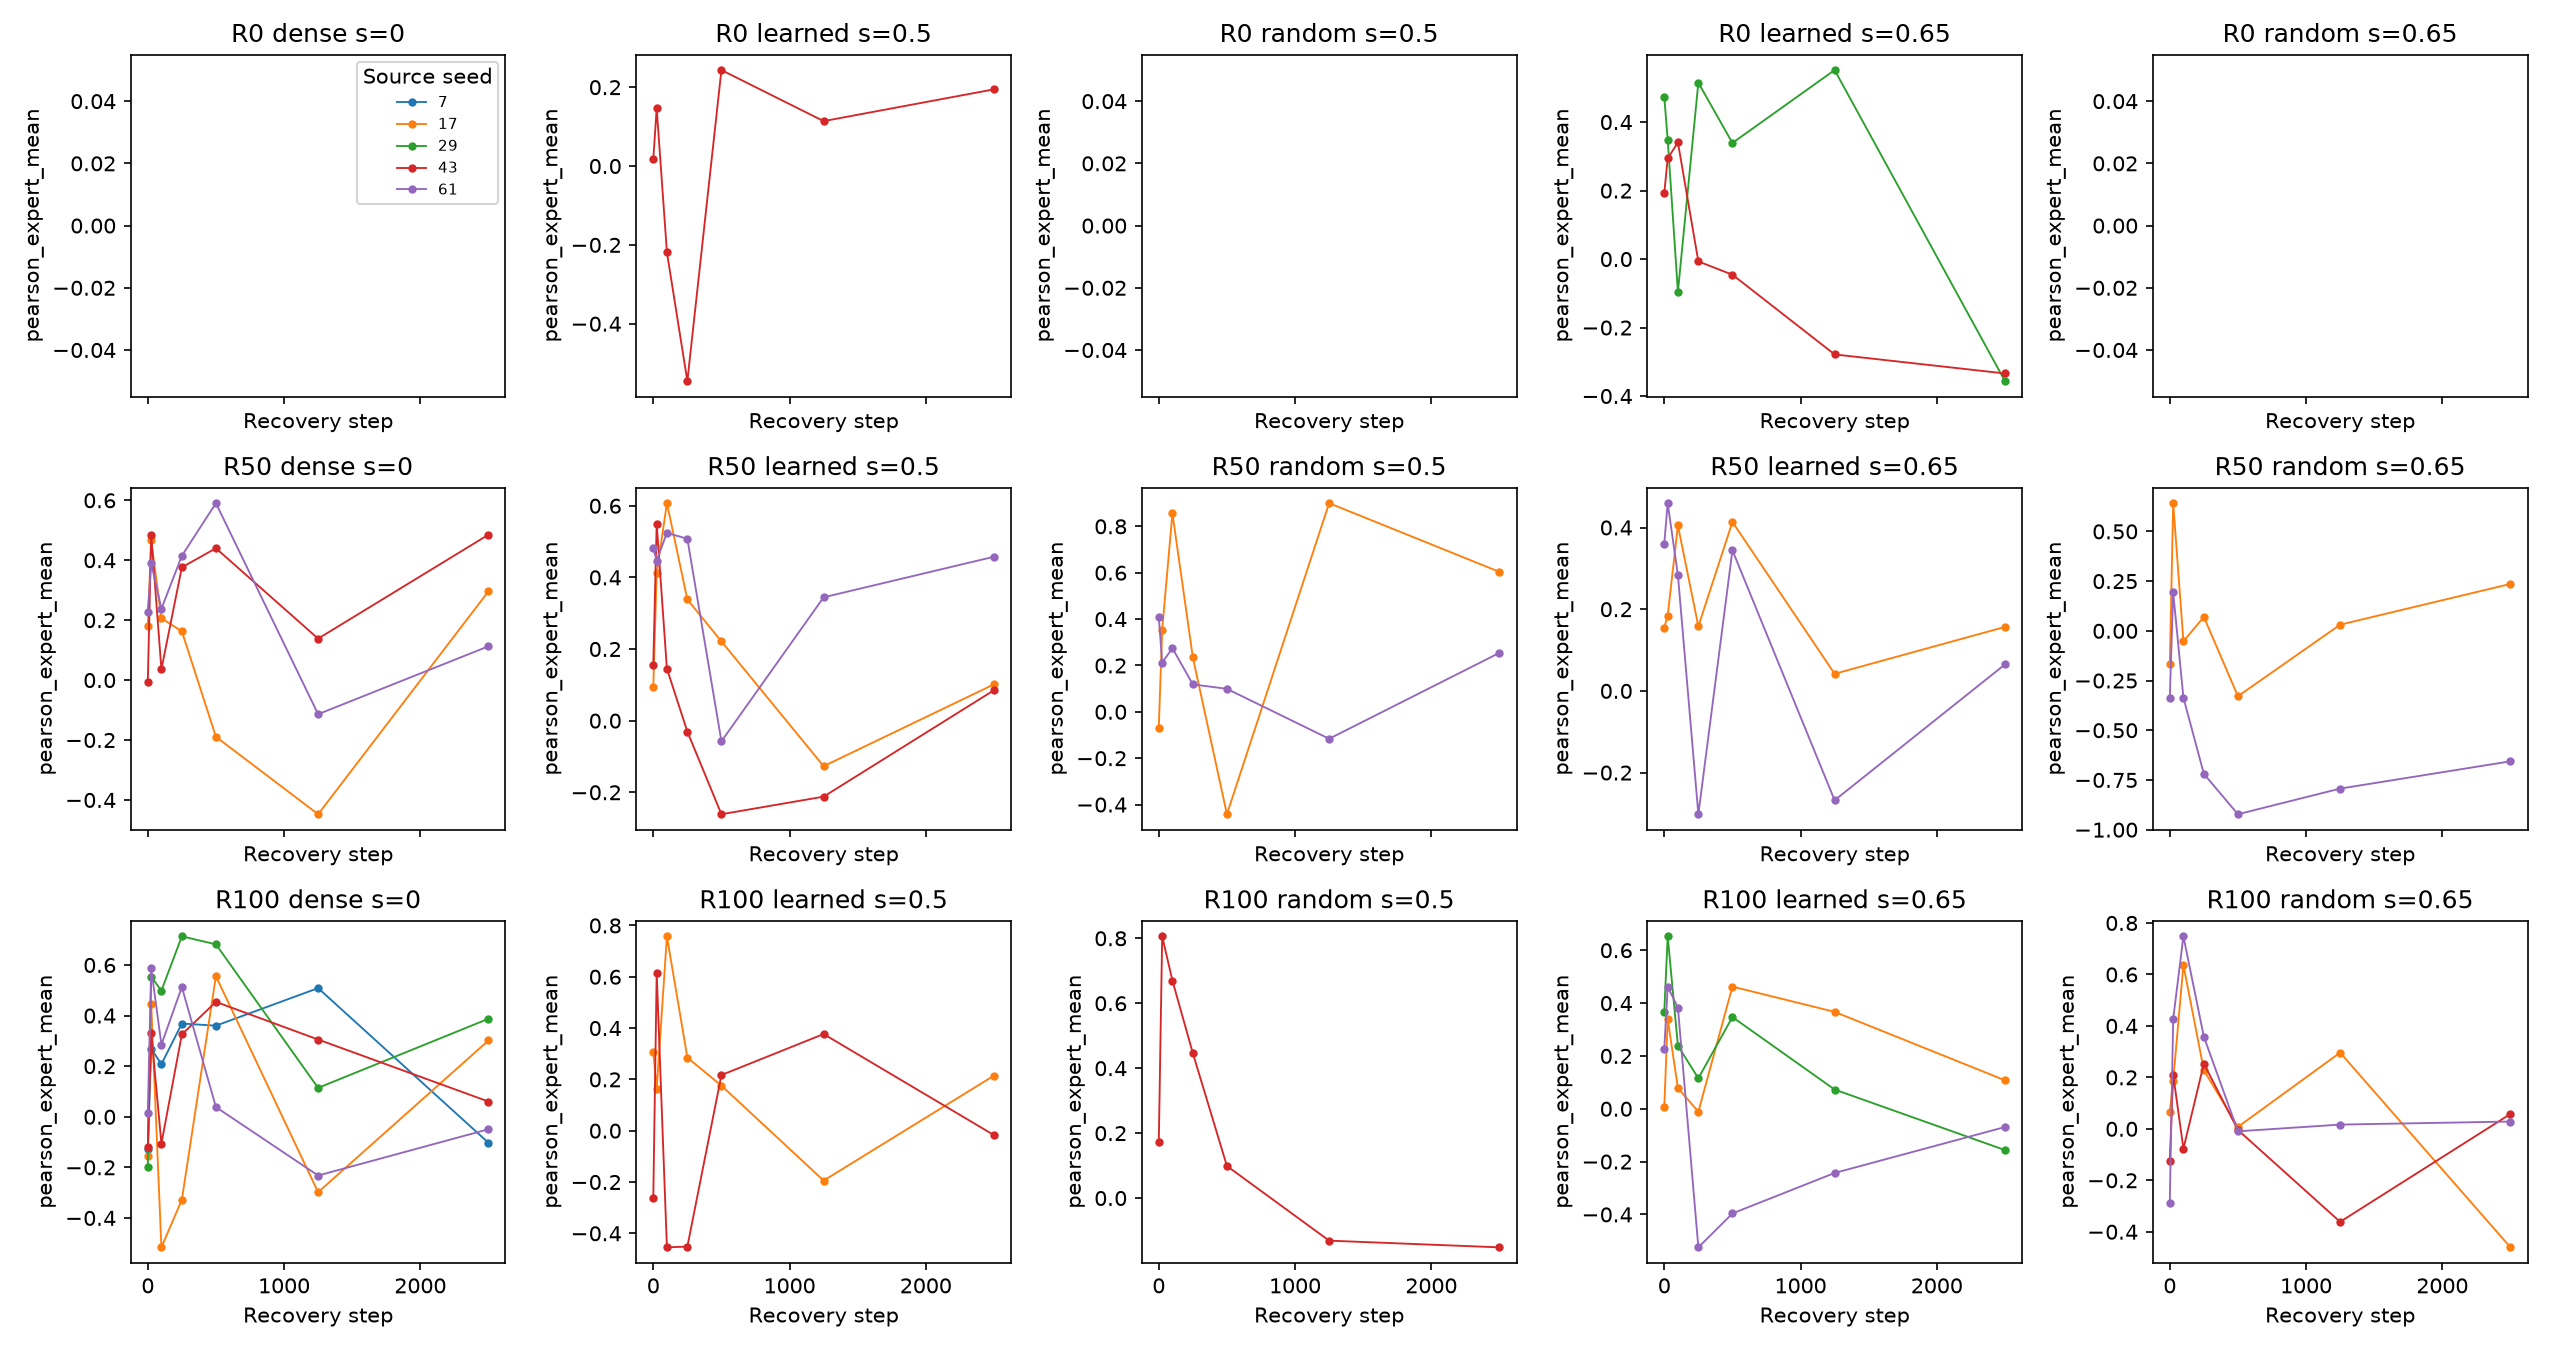 R0 dense s=0
R0 learned s=0.5
R0 random s=0.5
R0 learned s=0.65
R0 random s=0.65
pearson_expert_mean
0.04
0.02
0.00
−0.02
−0.04
Source seed
7
17
29
43
61
Recovery step
pearson_expert_mean
0.2
0.0
−0.2
−0.4
Recovery step
pearson_expert_mean
0.04
0.02
0.00
−0.02
−0.04
Recovery step
pearson_expert_mean
0.4
0.2
0.0
−0.2
−0.4
Recovery step
pearson_expert_mean
0.04
0.02
0.00
−0.02
−0.04
Recovery step
R50 dense s=0
R50 learned s=0.5
R50 random s=0.5
R50 learned s=0.65
R50 random s=0.65
pearson_expert_mean
0.6
0.4
0.2
0.0
−0.2
−0.4
Recovery step
pearson_expert_mean
0.6
0.4
0.2
0.0
−0.2
Recovery step
pearson_expert_mean
0.8
0.6
0.4
0.2
0.0
−0.2
−0.4
Recovery step
pearson_expert_mean
0.4
0.2
0.0
−0.2
Recovery step
pearson_expert_mean
0.50
0.25
0.00
−0.25
−0.50
−0.75
−1.00
Recovery step
R100 dense s=0
R100 learned s=0.5
R100 random s=0.5
R100 learned s=0.65
R100 random s=0.65
pearson_expert_mean
0.6
0.4
0.2
0.0
−0.2
−0.4
0 1000 2000
Recovery step
pearson_expert_mean
0.8
0.6
0.4
0.2
0.0
−0.2
−0.4
0 1000 2000
Recovery step
pearson_expert_mean
0.8
0.6
0.4
0.2
0.0
0 1000 2000
Recovery step
pearson_expert_mean
0.6
0.4
0.2
0.0
−0.2
−0.4
0 1000 2000
Recovery step
pearson_expert_mean
0.8
0.6
0.4
0.2
0.0
−0.2
−0.4
0 1000 2000
Recovery step